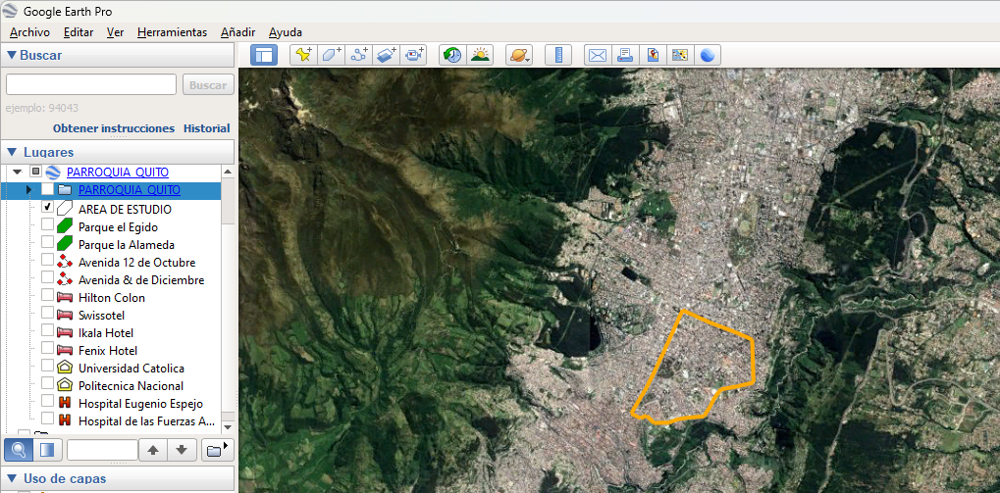 Google Earth Pro
Archivo Editar Ver Herramientas Añadir Ayuda
Buscar
Buscar
ejemplo: 94043
Obtener instrucciones Historial
Lugares
PARROQUIA_QUITO
PARROQUIA_QUITO
AREA DE ESTUDIO
Parque el Egido
Parque la Alameda
Avenida 12 de Octubre
Avenida & de Diciembre
Hilton Colon
Swissotel
Ikala Hotel
Fenix Hotel
Universidad Catolica
Politecnica Nacional
Hospital Eugenio Espejo
Hospital de las Fuerzas A...
Uso de capas